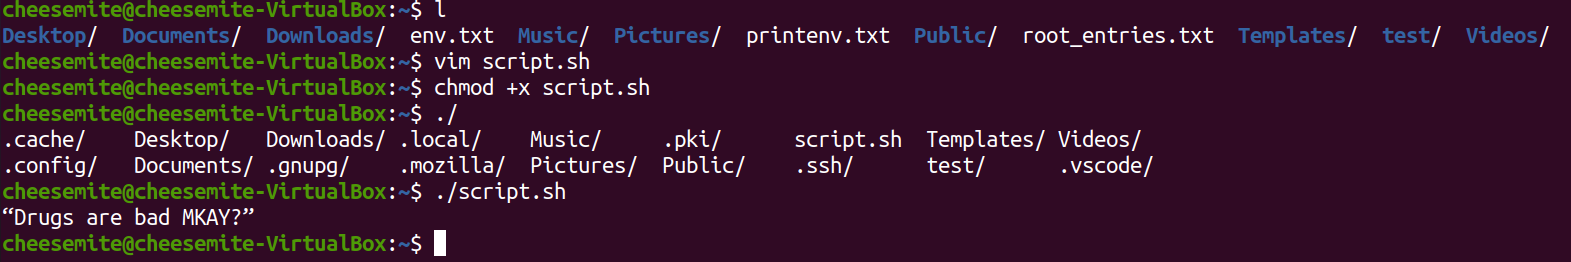 cheesemite@cheesemite-VirtualBox:~$ l
Desktop/ Documents/ Downloads/ env.txt Music/ Pictures/ printenv.txt Public/ root_entries.txt Templates/ test/ Videos/
cheesemite@cheesemite-VirtualBox:~$ vim script.sh
cheesemite@cheesemite-VirtualBox:~$ chmod +x script.sh
cheesemite@cheesemite-VirtualBox:~$ ./
.cache/ Desktop/ Downloads/ .local/ Music/ .pki/ script.sh Templates/ Videos/
.config/ Documents/ .gnupg/ .mozilla/ Pictures/ Public/ .ssh/ test/ .vscode/
cheesemite@cheesemite-VirtualBox:~$ ./script.sh
“Drugs are bad MKAY?”
cheesemite@cheesemite-VirtualBox:~$